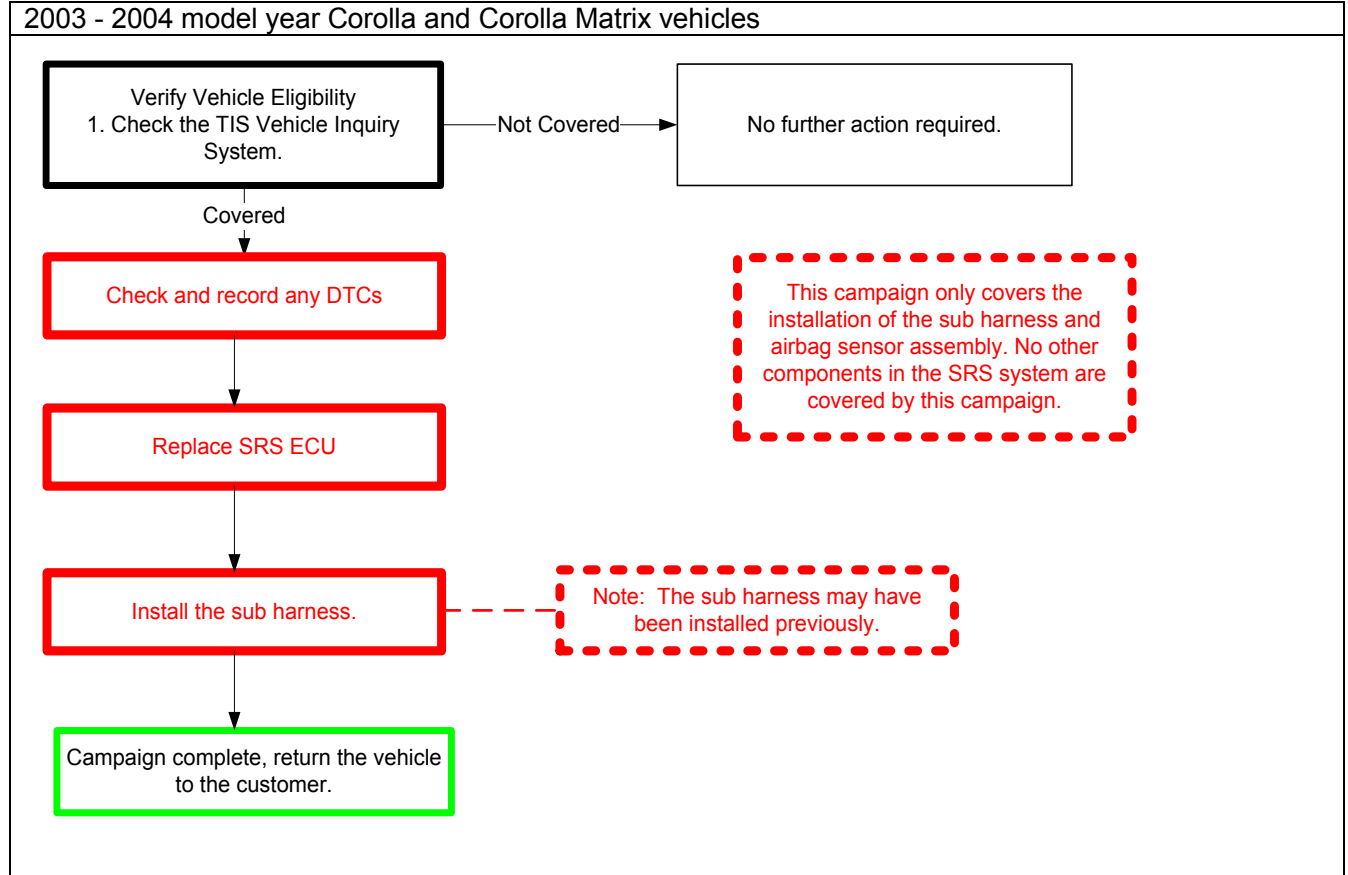 2003 - 2004 model year Corolla and Corolla Matrix vehicles
Verify Vehicle Eligibility
1. Check the TIS Vehicle Inquiry
System.
Not Covered
No further action required.
Covered
Check and record any DTCs
This campaign only covers the
installation of the sub harness and
airbag sensor assembly. No other
components in the SRS system are
covered by this campaign.
Replace SRS ECU
Install the sub harness.
Note:  The sub harness may have
been installed previously.
Campaign complete, return the vehicle
to the customer.